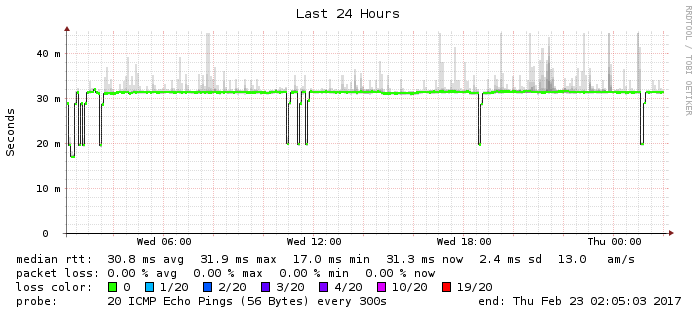 Last 24 Hours
RRDTOOL / TOBI OETIKER
Seconds
40 m
30 m
20 m
10 m
0
Wed 06:00 Wed 12:00 Wed 18:00 Thu 00:00
median rtt: 30.8 ms avg 31.9 ms max 17.0 ms min 31.3 ms now 2.4 ms sd 13.0 am/s
packet loss: 0.00 % avg 0.00 % max 0.00 % min 0.00 % now
loss color: 0 1/20 2/20 3/20 4/20 10/20 19/20
probe: 20 ICMP Echo Pings (56 Bytes) every 300s end: Thu Feb 23 02:05:03 2017